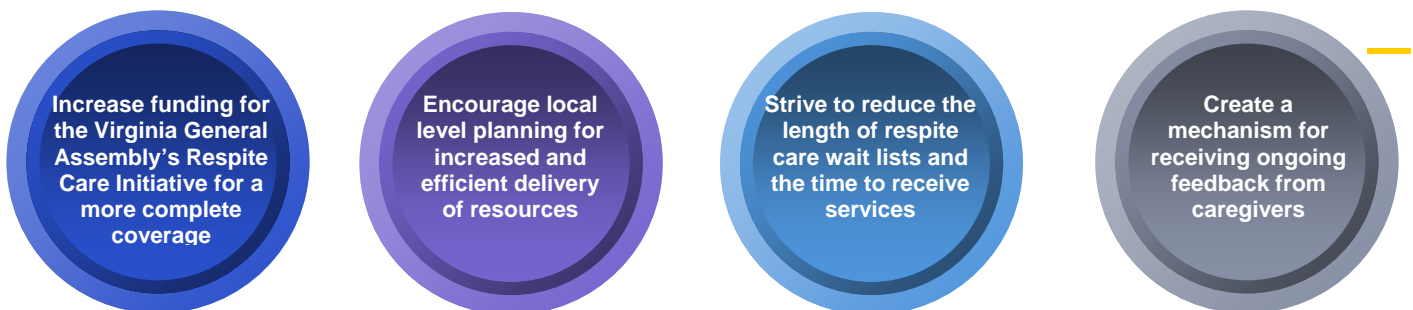 Increase funding for
the Virginia General
Assembly's Respite
Care Initiative for a
more complete
coverage
Encourage local
level planning for
increased and
efficient delivery
of resources
Strive to reduce the
length of respite
care wait lists and
the time to receive
services
Create a
mechanism for
receiving ongoing
feedback from
caregivers